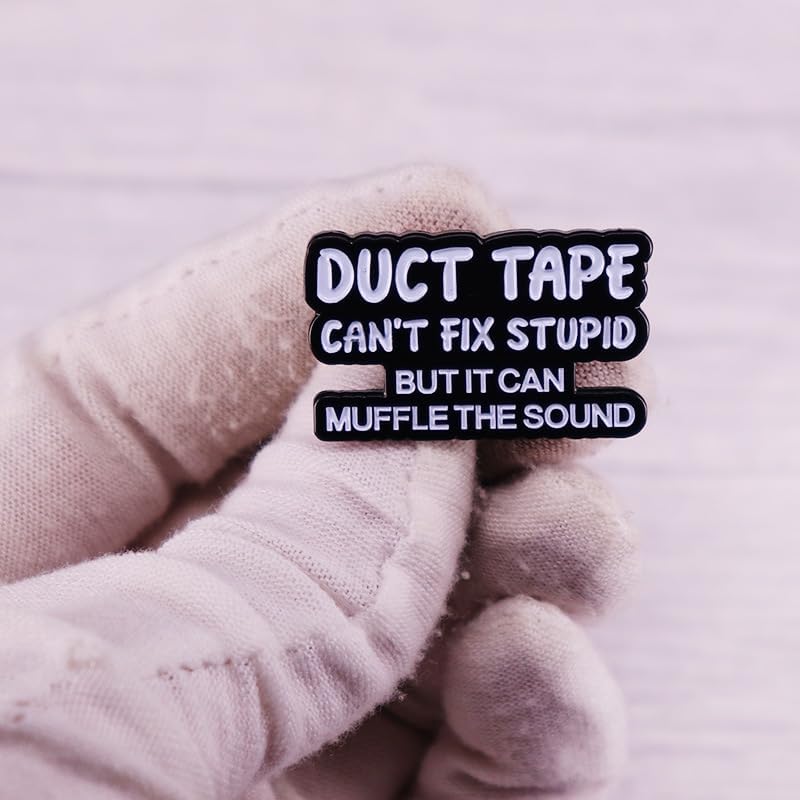 DUCT TAPE
CAN'T FIX STUPID
BUT IT CAN
MUFFLE THE SOUND